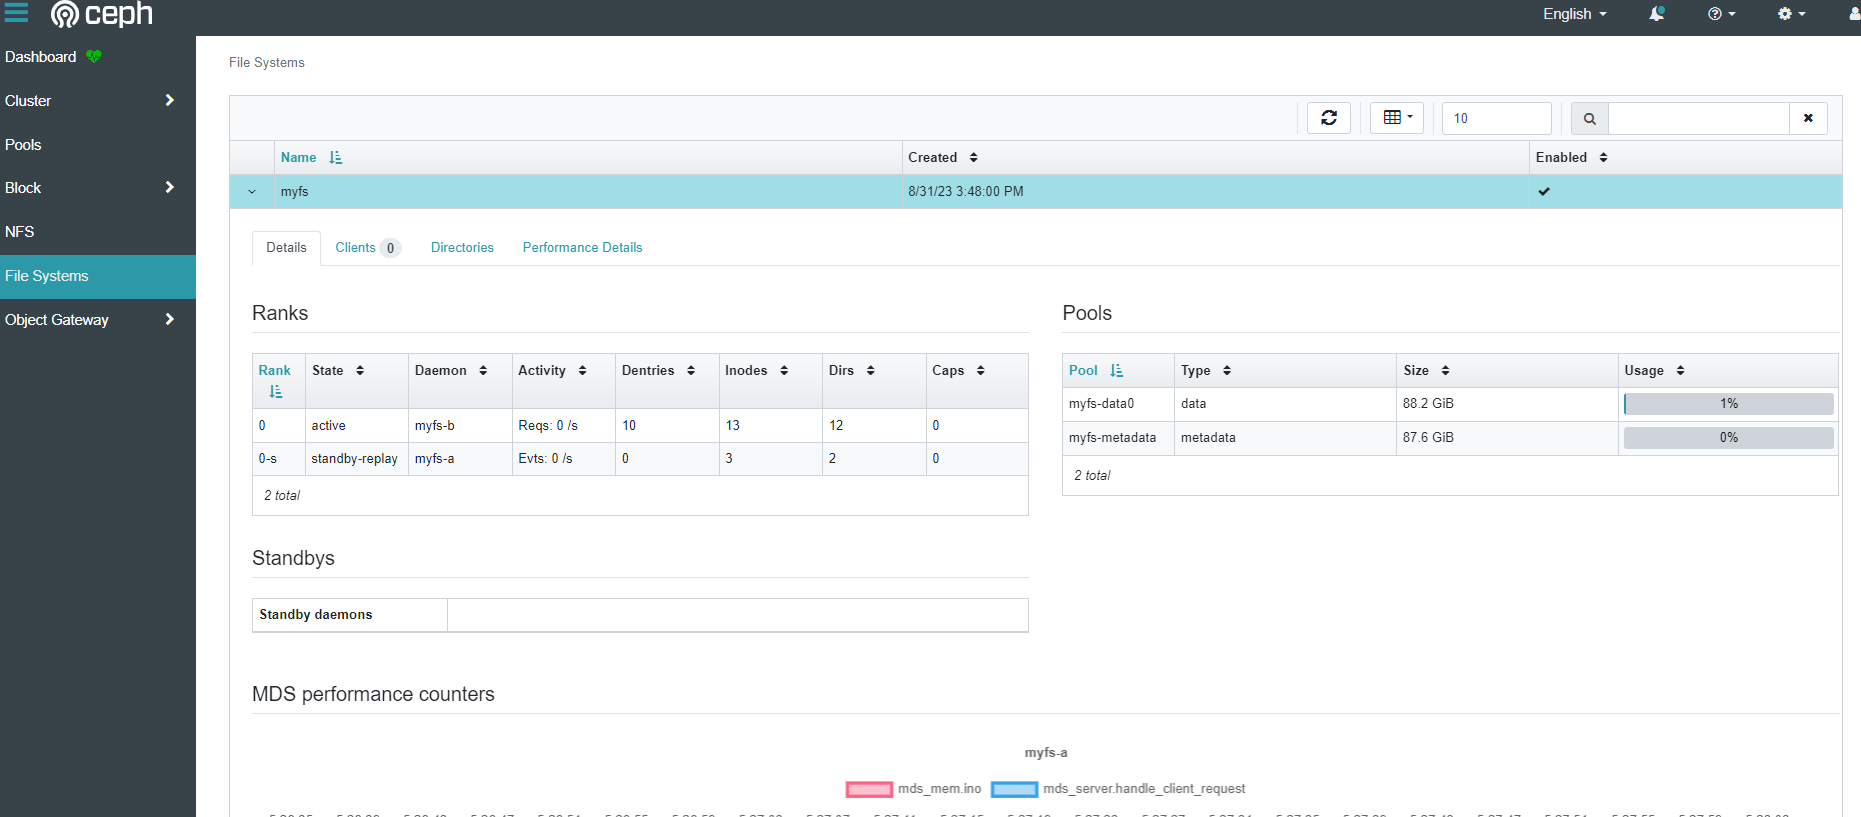 ceph
English
Dashboard
Cluster
Pools
Block
NFS
File Systems
Object Gateway
File Systems
10
Name Created Enabled
myfs 8/31/23 3:48:00 PM
Details Clients 0 Directories Performance Details
Ranks
Rank State Daemon Activity Dentries Inodes Dirs Caps
0 active myfs-b Reqs: 0 /s 10 13 12 0
0-s standby-replay myfs-a Evts: 0 /s 0 3 2 0
2 total
Pools
Pool Type Size Usage
myfs-data0 data 88.2 GiB 1%
myfs-metadata metadata 87.6 GiB 0%
2 total
Standbys
Standby daemons
MDS performance counters
myfs-a
mds_mem.ino mds_server.handle_client_request